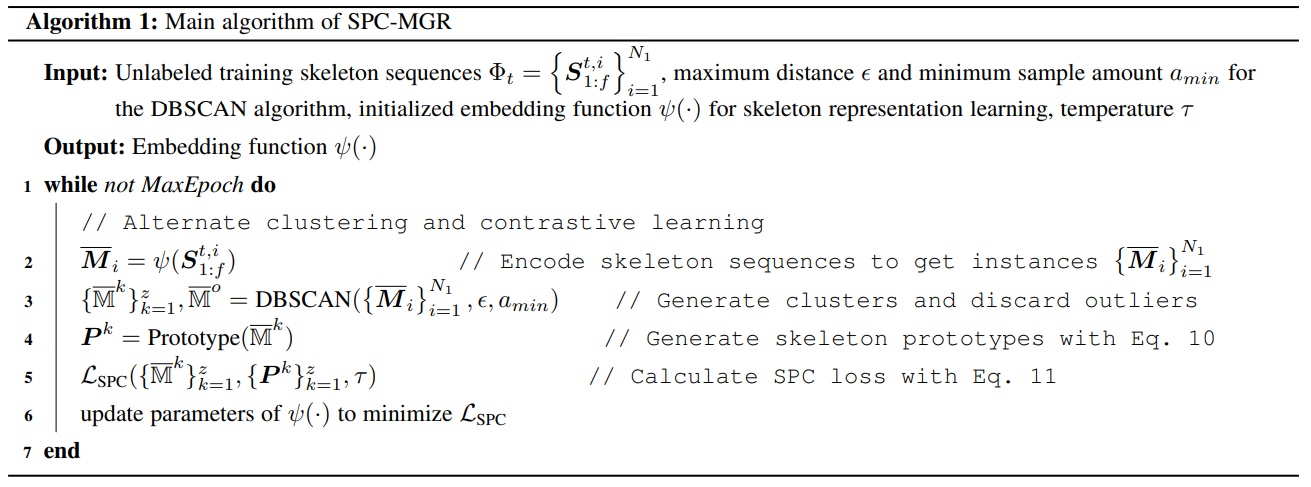 Algorithm 1: Main algorithm of SPC-MGR
Input: Unlabeled training skeleton sequences $\Phi_t = \left\{ \boldsymbol{S}_{1:f}^{t,i} \right\}_{i=1}^{N_1}$, maximum distance $\epsilon$ and minimum sample amount $a_{min}$ for
the DBSCAN algorithm, initialized embedding function $\psi(\cdot)$ for skeleton representation learning, temperature $\tau$
Output: Embedding function $\psi(\cdot)$
1 while not MaxEpoch do
// Alternate clustering and contrastive learning
2 $\overline{\boldsymbol{M}}_i = \psi(\boldsymbol{S}_{1:f}^{t,i})$ // Encode skeleton sequences to get instances $\{\overline{\boldsymbol{M}}_i\}_{i=1}^{N_1}$
3 $\{\overline{\mathbb{M}}^k\}_{k=1}^{z}, \overline{\mathbb{M}}^o = \text{DBSCAN}(\{\overline{\boldsymbol{M}}_i\}_{i=1}^{N_1}, \epsilon, a_{min})$ // Generate clusters and discard outliers
4 $\boldsymbol{P}^k = \text{Prototype}(\overline{\mathbb{M}}^k)$ // Generate skeleton prototypes with Eq. 10
5 $\mathcal{L}_{\text{SPC}}(\{\overline{\mathbb{M}}^k\}_{k=1}^{z}, \{\boldsymbol{P}^k\}_{k=1}^{z}, \tau)$ // Calculate SPC loss with Eq. 11
6 update parameters of $\psi(\cdot)$ to minimize $\mathcal{L}_{\text{SPC}}$
7 end